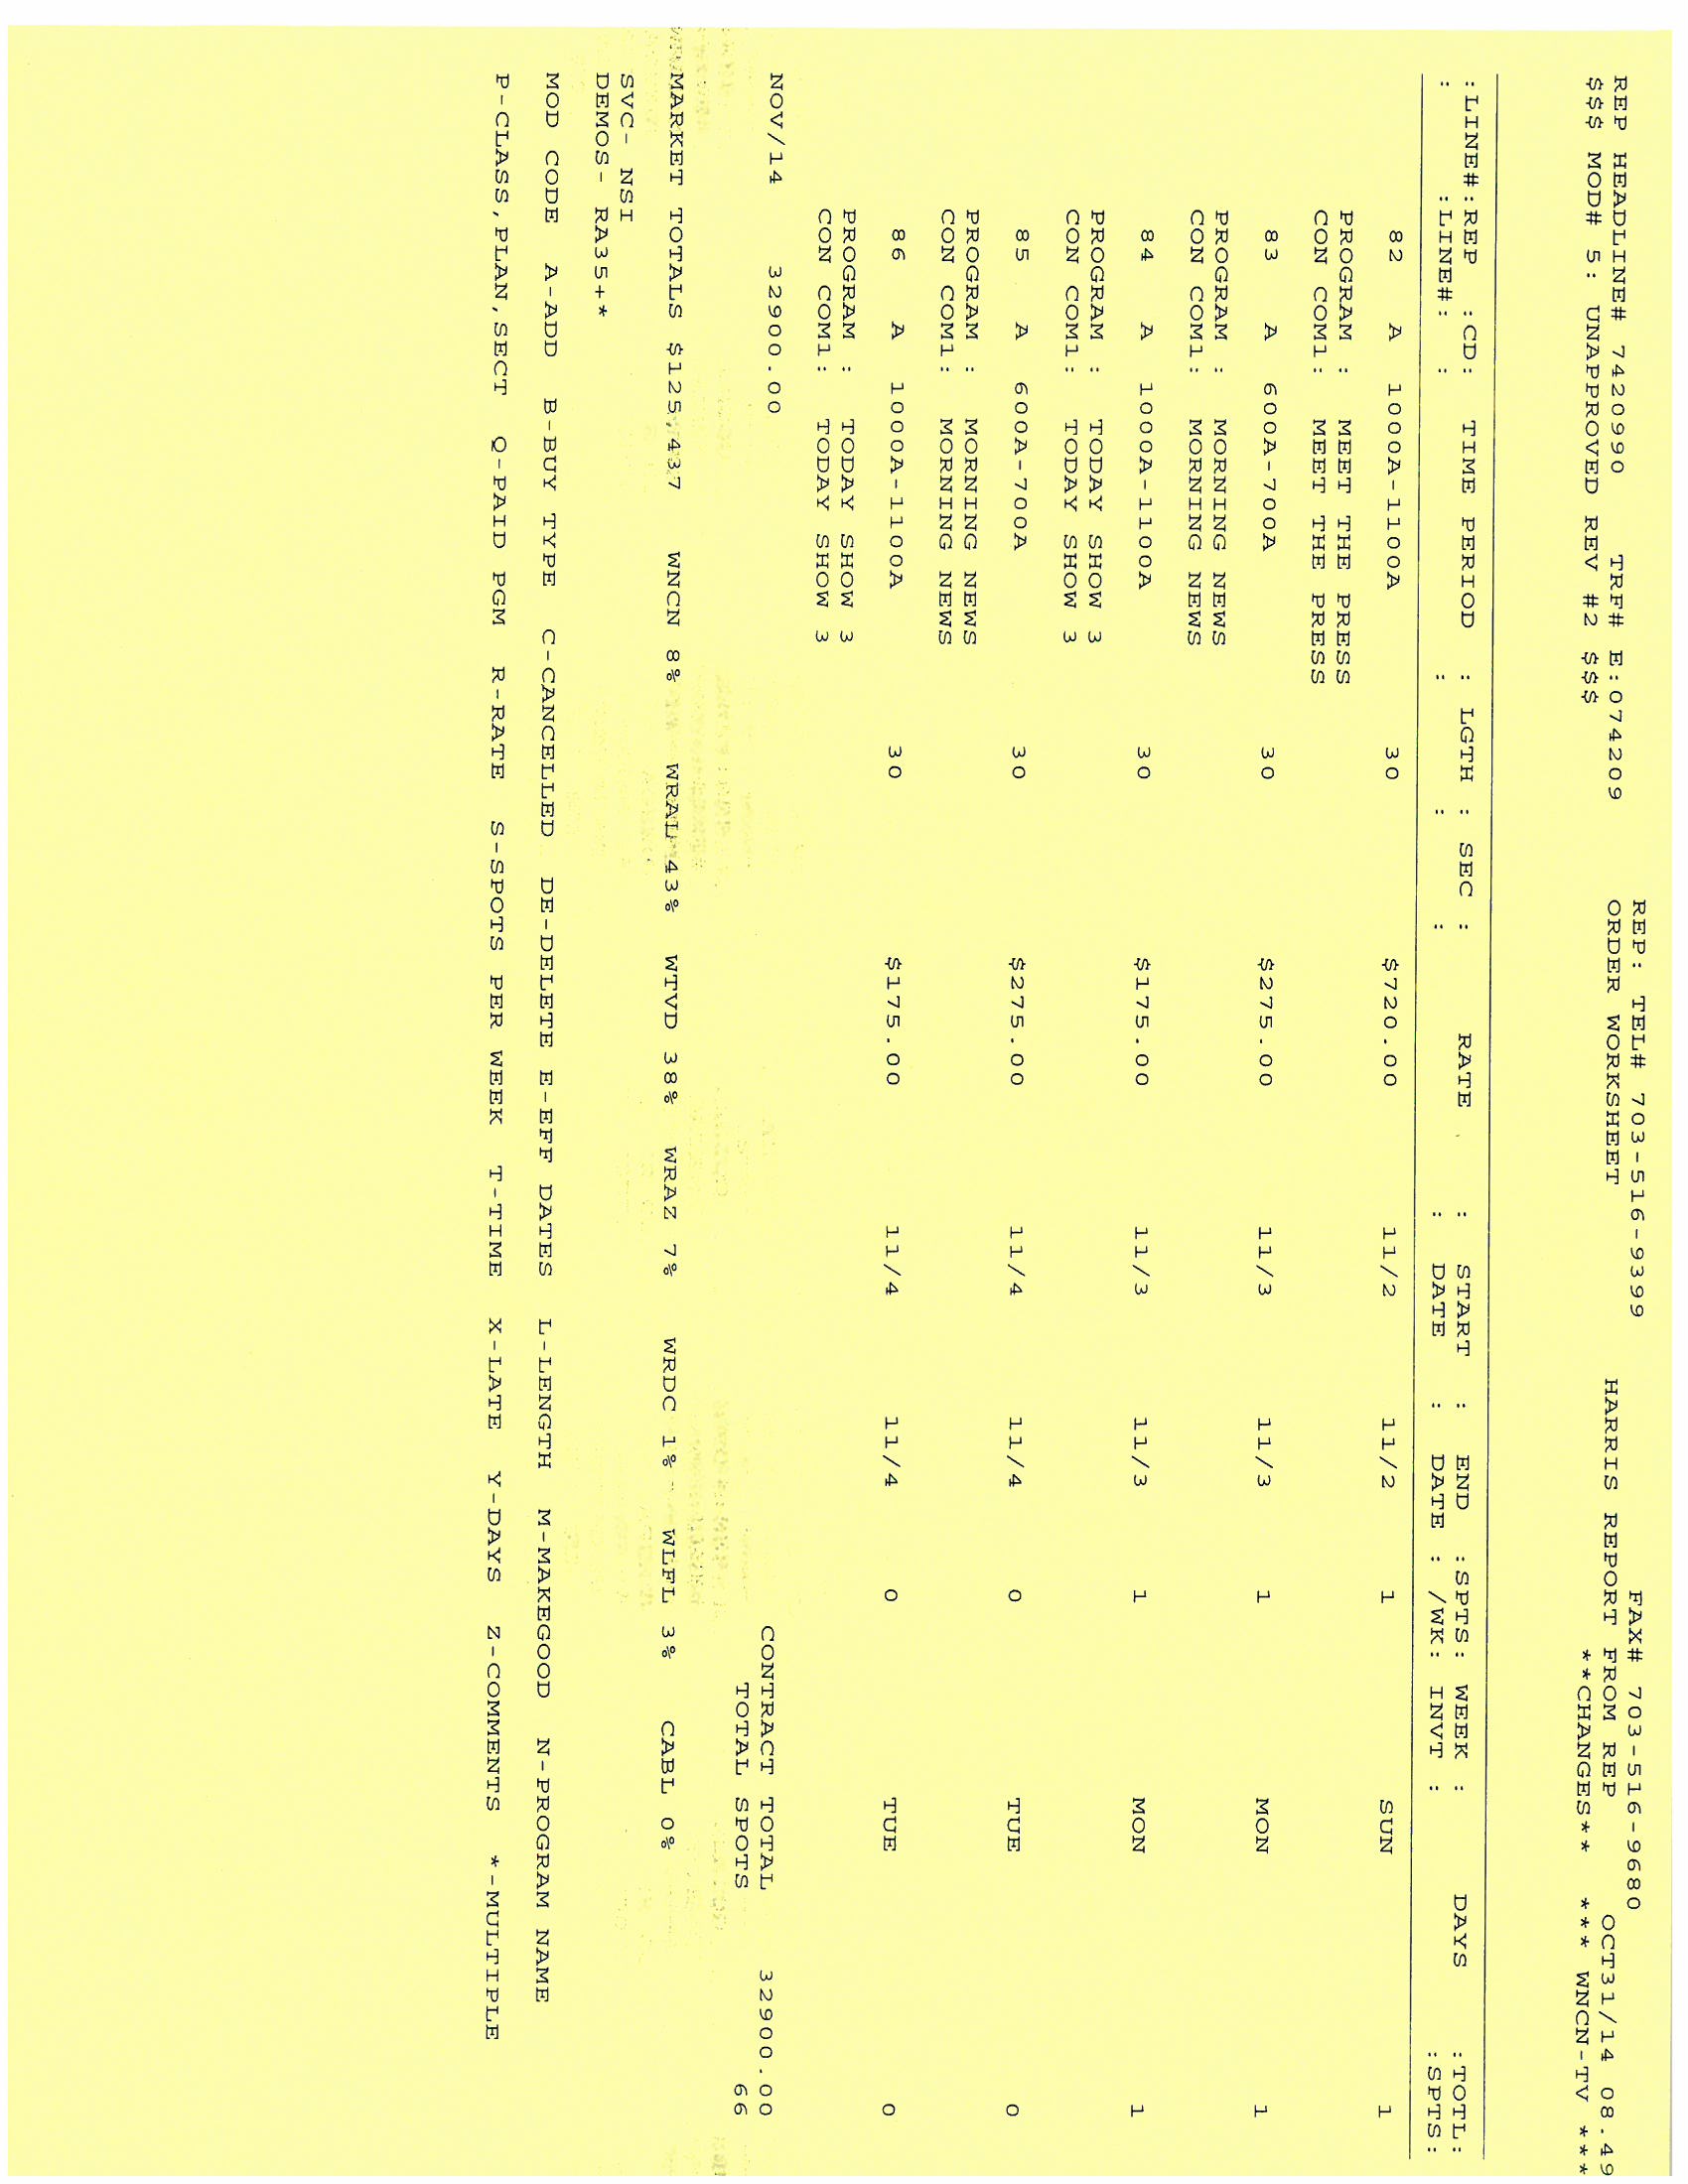 REP: TEL# 703-516-9399 FAX# 703-516-9680
REP HEADLINE# 7420990 TRF# E:074209 ORDER WORKSHEET HARRIS REPORT FROM REP OCT31/14 08.49
$$$ MOD# 5: UNAPPROVED REV #2 $$$ **CHANGES** *** WNCN-TV ***
:LINE#:REP :CD: TIME PERIOD : LGTH : SEC : RATE : START : END :SPTS: WEEK : DAYS :TOTL:
: :LINE#: : : : : : DATE : DATE : /WK: INVT : :SPTS:
82 A 1000A-1100A 30 $720.00 11/2 11/2 1 SUN 1
PROGRAM : MEET THE PRESS
CON COM1: MEET THE PRESS
83 A 600A-700A 30 $275.00 11/3 11/3 1 MON 1
PROGRAM : MORNING NEWS
CON COM1: MORNING NEWS
84 A 1000A-1100A 30 $175.00 11/3 11/3 1 MON 1
PROGRAM : TODAY SHOW 3
CON COM1: TODAY SHOW 3
85 A 600A-700A 30 $275.00 11/4 11/4 0 TUE 0
PROGRAM : MORNING NEWS
CON COM1: MORNING NEWS
86 A 1000A-1100A 30 $175.00 11/4 11/4 0 TUE 0
PROGRAM : TODAY SHOW 3
CON COM1: TODAY SHOW 3
NOV/14 32900.00 CONTRACT TOTAL 32900.00
TOTAL SPOTS 66
MARKET TOTALS $125,437 WNCN 8% WRAL 43% WTVD 38% WRAZ 7% WRDC 1% WLFL 3% CABL 0%
SVC- NSI
DEMOS- RA35+*
MOD CODE A-ADD B-BUY TYPE C-CANCELLED DE-DELETE E-EFF DATES L-LENGTH M-MAKEGOOD N-PROGRAM NAME
P-CLASS,PLAN,SECT Q-PAID PGM R-RATE S-SPOTS PER WEEK T-TIME X-LATE Y-DAYS Z-COMMENTS *-MULTIPLE